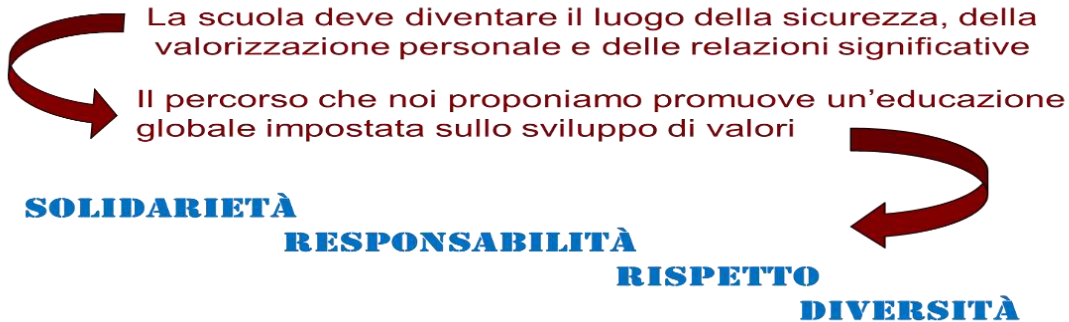 La scuola deve diventare il luogo della sicurezza, della
valorizzazione personale e delle relazioni significative
Il percorso che noi proponiamo promuove un’educazione
globale impostata sullo sviluppo di valori
SOLIDARIETÀ
RESPONSABILITÀ
RISPETTO
DIVERSITÀ